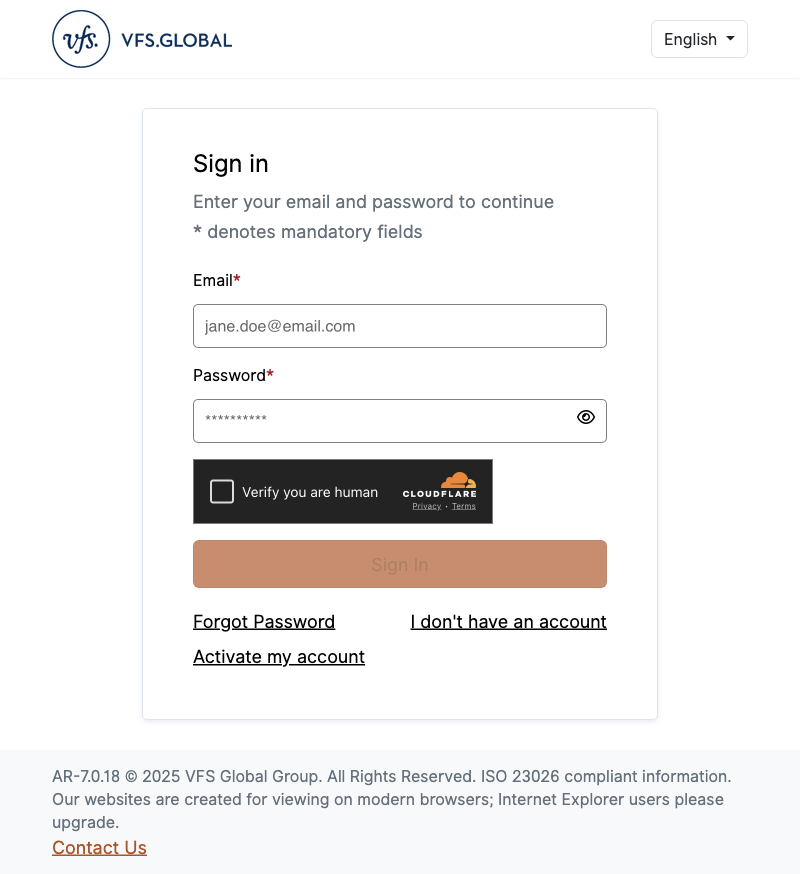 vfs. VFS.GLOBAL
English
Sign in
Enter your email and password to continue
* denotes mandatory fields
Email*
jane.doe@email.com
Password*
**********
Verify you are human
CLOUDFLARE
Privacy • Terms
Sign In
Forgot Password
I don't have an account
Activate my account
AR-7.0.18 © 2025 VFS Global Group. All Rights Reserved. ISO 23026 compliant information.
Our websites are created for viewing on modern browsers; Internet Explorer users please
upgrade.
Contact Us